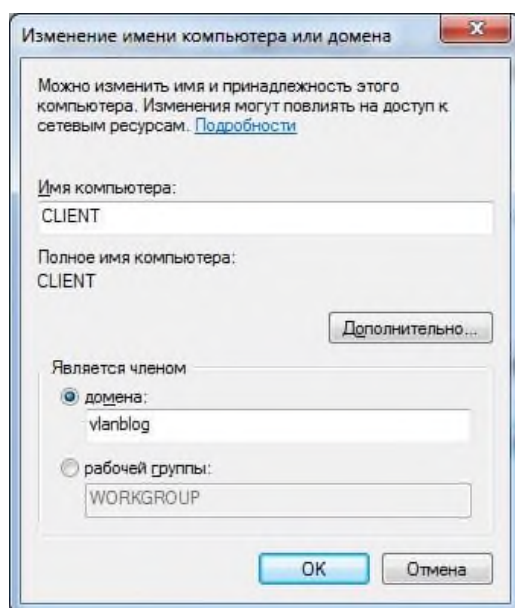 Изменение имени компьютера или домена
Можно изменить имя и принадлежность этого
компьютера. Изменения могут повлиять на доступ к
сетевым ресурсам. Подробности
Имя компьютера:
CLIENT
Полное имя компьютера:
CLIENT
Дополнительно...
Является членом
домена:
vlanblog
рабочей группы:
WORKGROUP
OK Отмена